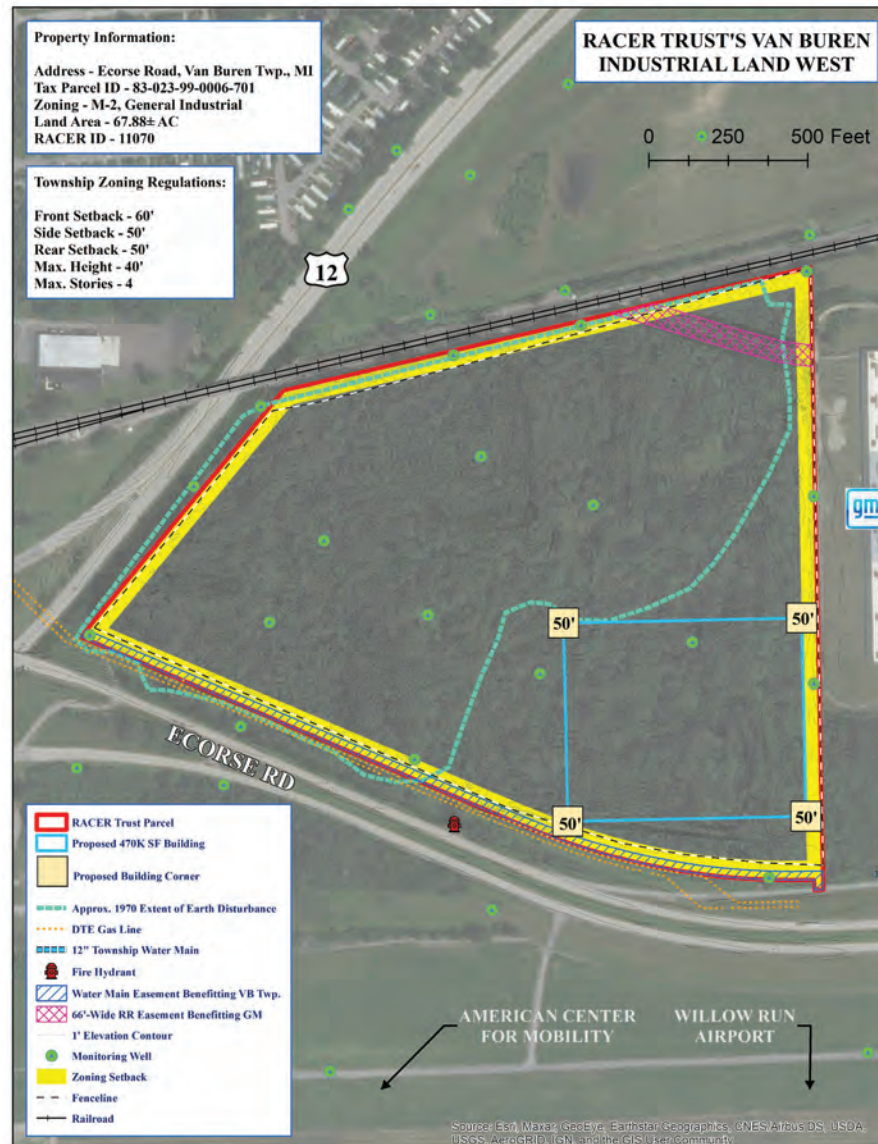 Property Information:
Address - Ecorse Road, Van Buren Twp., MI
Tax Parcel ID - 83-023-99-0006-701
Zoning - M-2, General Industrial
Land Area - 67.88± AC
RACER ID - 11070
Township Zoning Regulations:
Front Setback - 60'
Side Setback - 50'
Rear Setback - 50'
Max. Height - 40'
Max. Stories - 4
RACER TRUST'S VAN BUREN
INDUSTRIAL LAND WEST
0 250 500 Feet
12
gm
50'
50'
50'
50'
ECORSE RD
RACER Trust Parcel
Proposed 470K SF Building
Proposed Building Corner
Approx. 1970 Extent of Earth Disturbance
DTE Gas Line
12" Township Water Main
Fire Hydrant
Water Main Easement Benefitting VB Twp.
66'-Wide RR Easement Benefitting GM
1' Elevation Contour
Monitoring Well
Zoning Setback
Fenceline
Railroad
AMERICAN CENTER
FOR MOBILITY
WILLOW RUN
AIRPORT
Source: Esri, Maxar, GeoEye, Earthstar Geographics, CNES/Airbus DS, USDA,
USGS, AeroGRID, IGN, and the GIS User Community